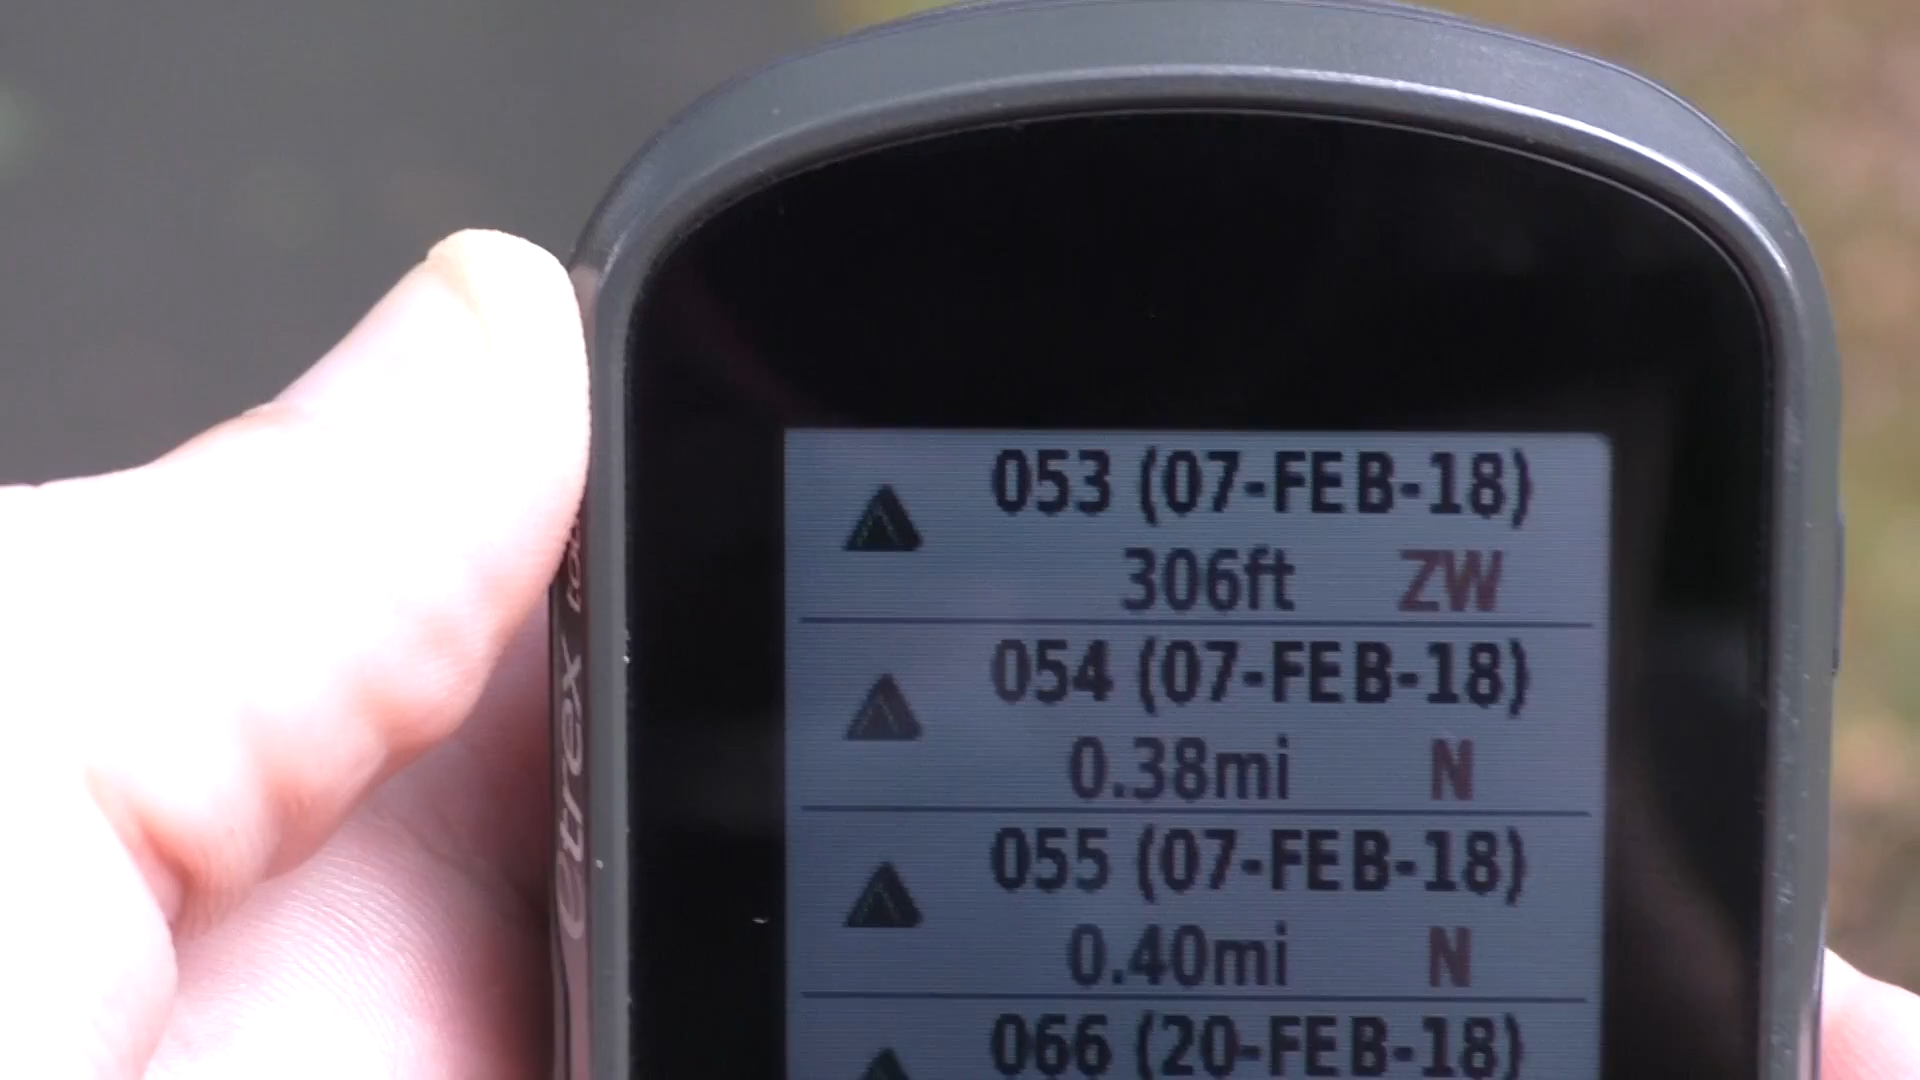 053 (07-FEB-18)
306ft ZW
054 (07-FEB-18)
0.38mi N
055 (07-FEB-18)
0.40mi N
066 (20-FEB-18)
etrex